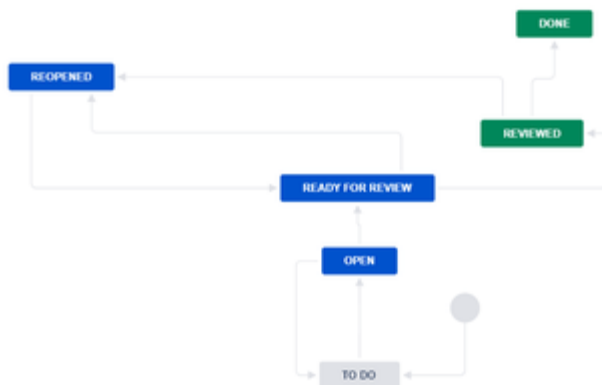 DONE
REOPENED
REVIEWED
READY FOR REVIEW
OPEN
TO DO